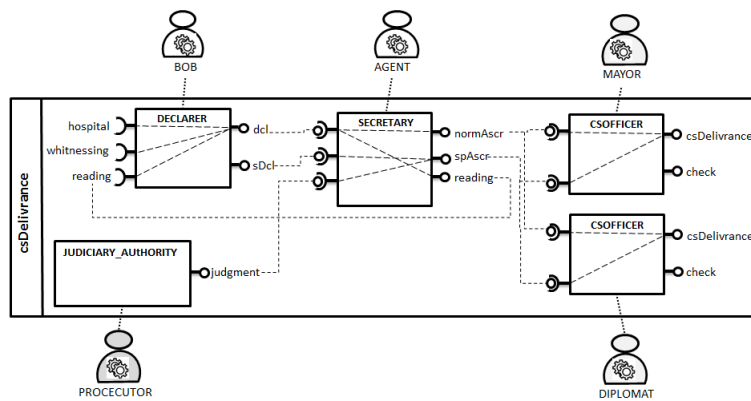 BOB
AGENT
MAYOR
csDelivrance
DECLARER
hospital
whitnessing
reading
dcl
sDcl
SECRETARY
normAscr
spAscr
reading
CSOFFICER
csDelivrance
check
CSOFFICER
csDelivrance
check
JUDICIARY_AUTHORITY
judgment
PROCECUTOR
DIPLOMAT